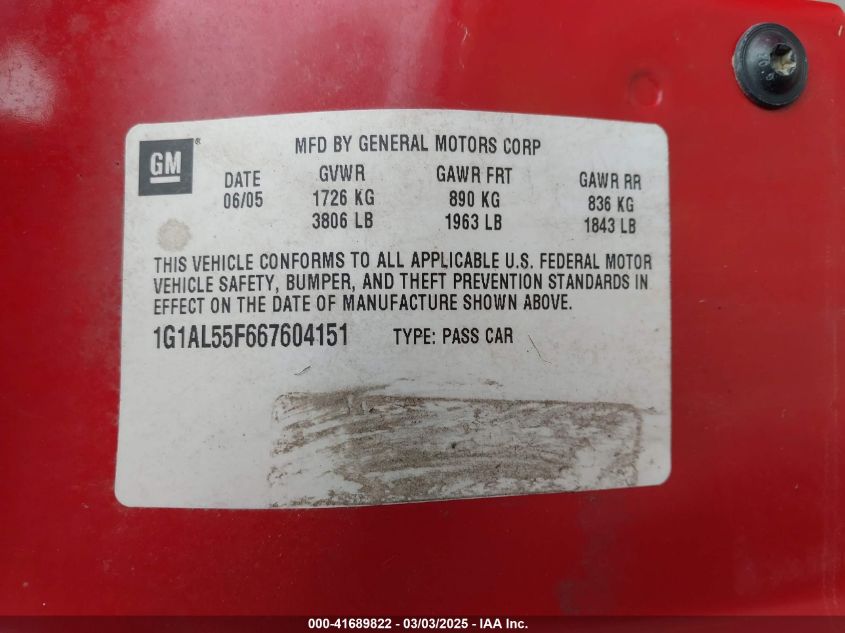 GM ®
MFD BY GENERAL MOTORS CORP
DATE GVWR GAWR FRT GAWR RR
06/05 1726 KG 890 KG 836 KG
3806 LB 1963 LB 1843 LB
THIS VEHICLE CONFORMS TO ALL APPLICABLE U.S. FEDERAL MOTOR
VEHICLE SAFETY, BUMPER, AND THEFT PREVENTION STANDARDS IN
EFFECT ON THE DATE OF MANUFACTURE SHOWN ABOVE.
1G1AL55F667604151 TYPE: PASS CAR
000-41689822 / 03/03/2025 - IAA Inc.